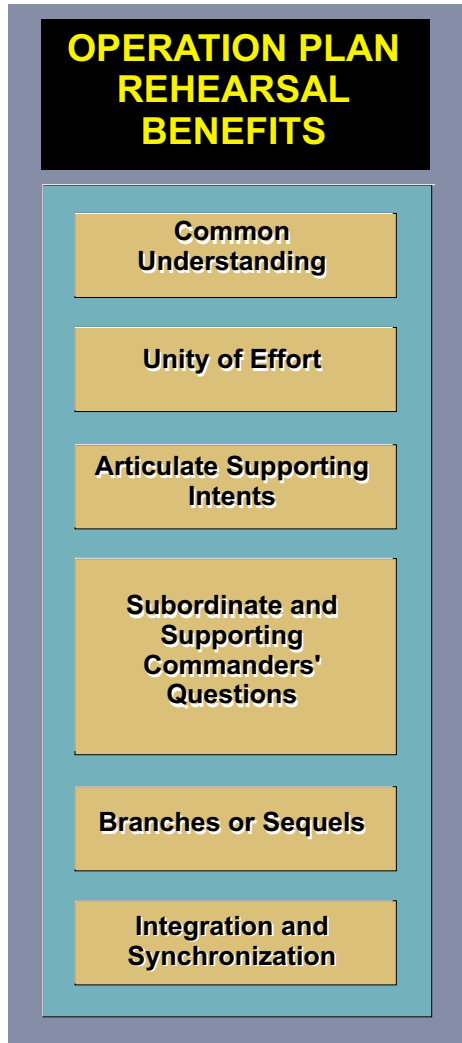 OPERATION PLAN
REHEARSAL
BENEFITS
Common
Understanding
Unity of Effort
Articulate Supporting
Intents
Subordinate and
Supporting
Commanders'
Questions
Branches or Sequels
Integration and
Synchronization